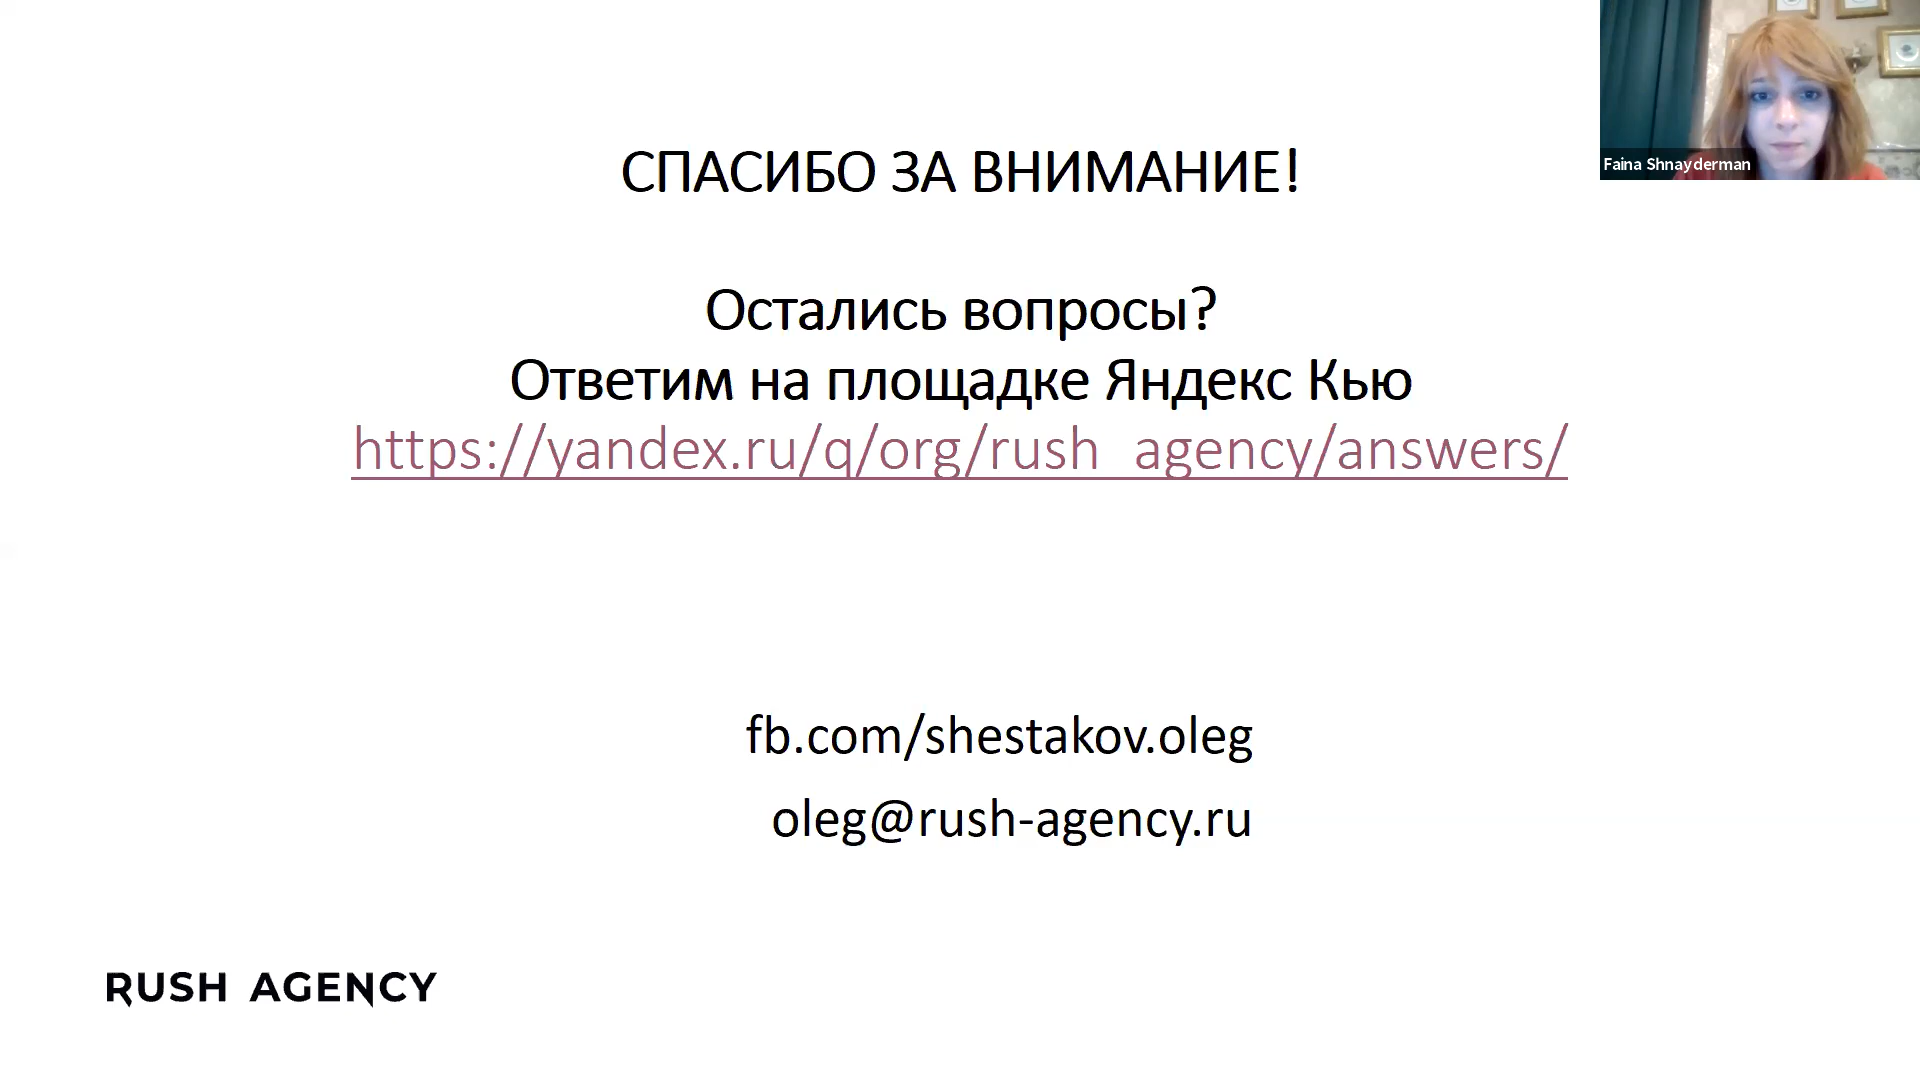 Faina Shnayderman
СПАСИБО ЗА ВНИМАНИЕ!
Остались вопросы?
Ответим на площадке Яндекс Кью
https://yandex.ru/q/org/rush_agency/answers/
fb.com/shestakov.oleg
oleg@rush-agency.ru
RUSH AGENCY